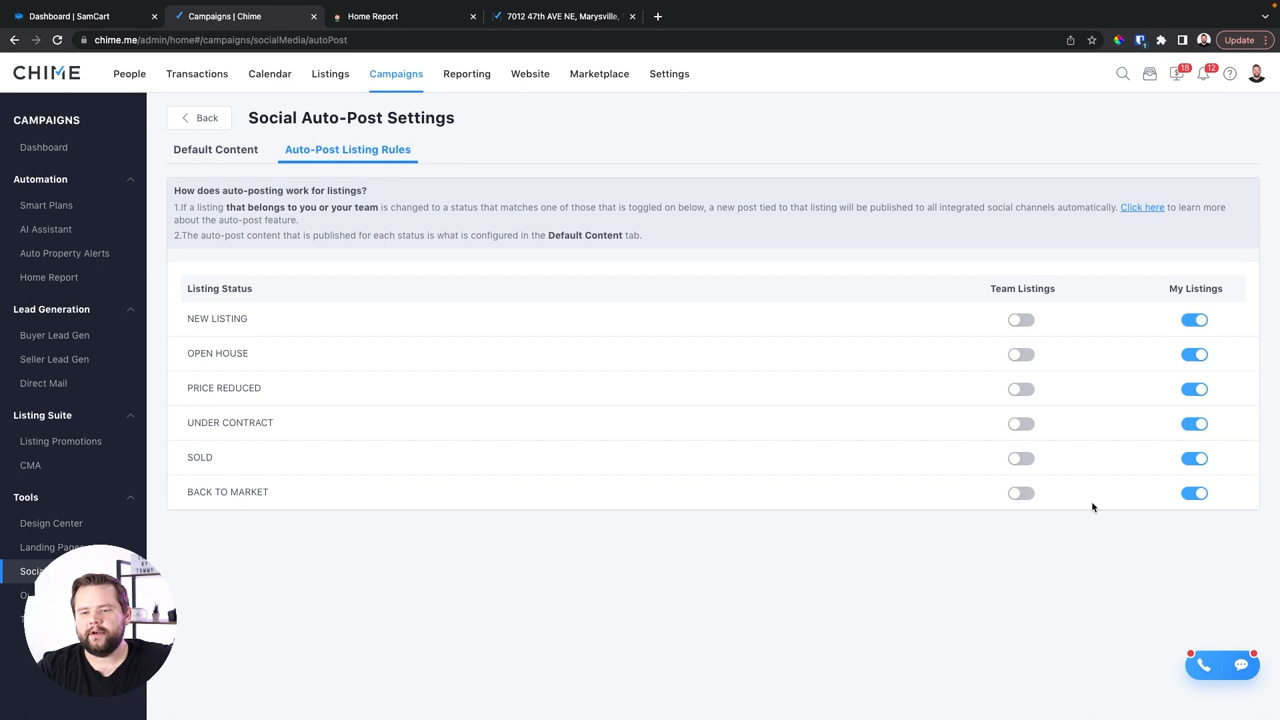 Dashboard | SamCart
Campaigns | Chime
Home Report
7012 47th AVE NE, Marysville,
chime.me/admin/home#/campaigns/socialMedia/autoPost
Update
CHIME
People
Transactions
Calendar
Listings
Campaigns
Reporting
Website
Marketplace
Settings
18
12
CAMPAIGNS
Dashboard
Automation
Smart Plans
AI Assistant
Auto Property Alerts
Home Report
Lead Generation
Buyer Lead Gen
Seller Lead Gen
Direct Mail
Listing Suite
Listing Promotions
CMA
Tools
Design Center
Landing Pages
Socia
Back
Social Auto-Post Settings
Default Content
Auto-Post Listing Rules
How does auto-posting work for listings?
1.If a listing that belongs to you or your team is changed to a status that matches one of those that is toggled on below, a new post tied to that listing will be published to all integrated social channels automatically. Click here to learn more
about the auto-post feature.
2.The auto-post content that is published for each status is what is configured in the Default Content tab.
Listing Status
Team Listings
My Listings
NEW LISTING
OPEN HOUSE
PRICE REDUCED
UNDER CONTRACT
SOLD
BACK TO MARKET